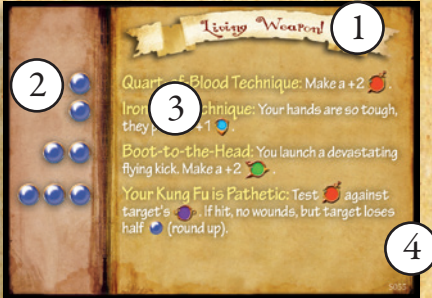 Living Weapon! 1
2
Quart-of-Blood Technique: Make a +2 .
3
Iron Technique: Your hands are so tough,
they +1 .
Boot-to-the-Head: You launch a devastating
flying kick. Make a +2 .
Your Kung Fu is Pathetic: Test against
target's . If hit, no wounds, but target loses
half (round up).
4